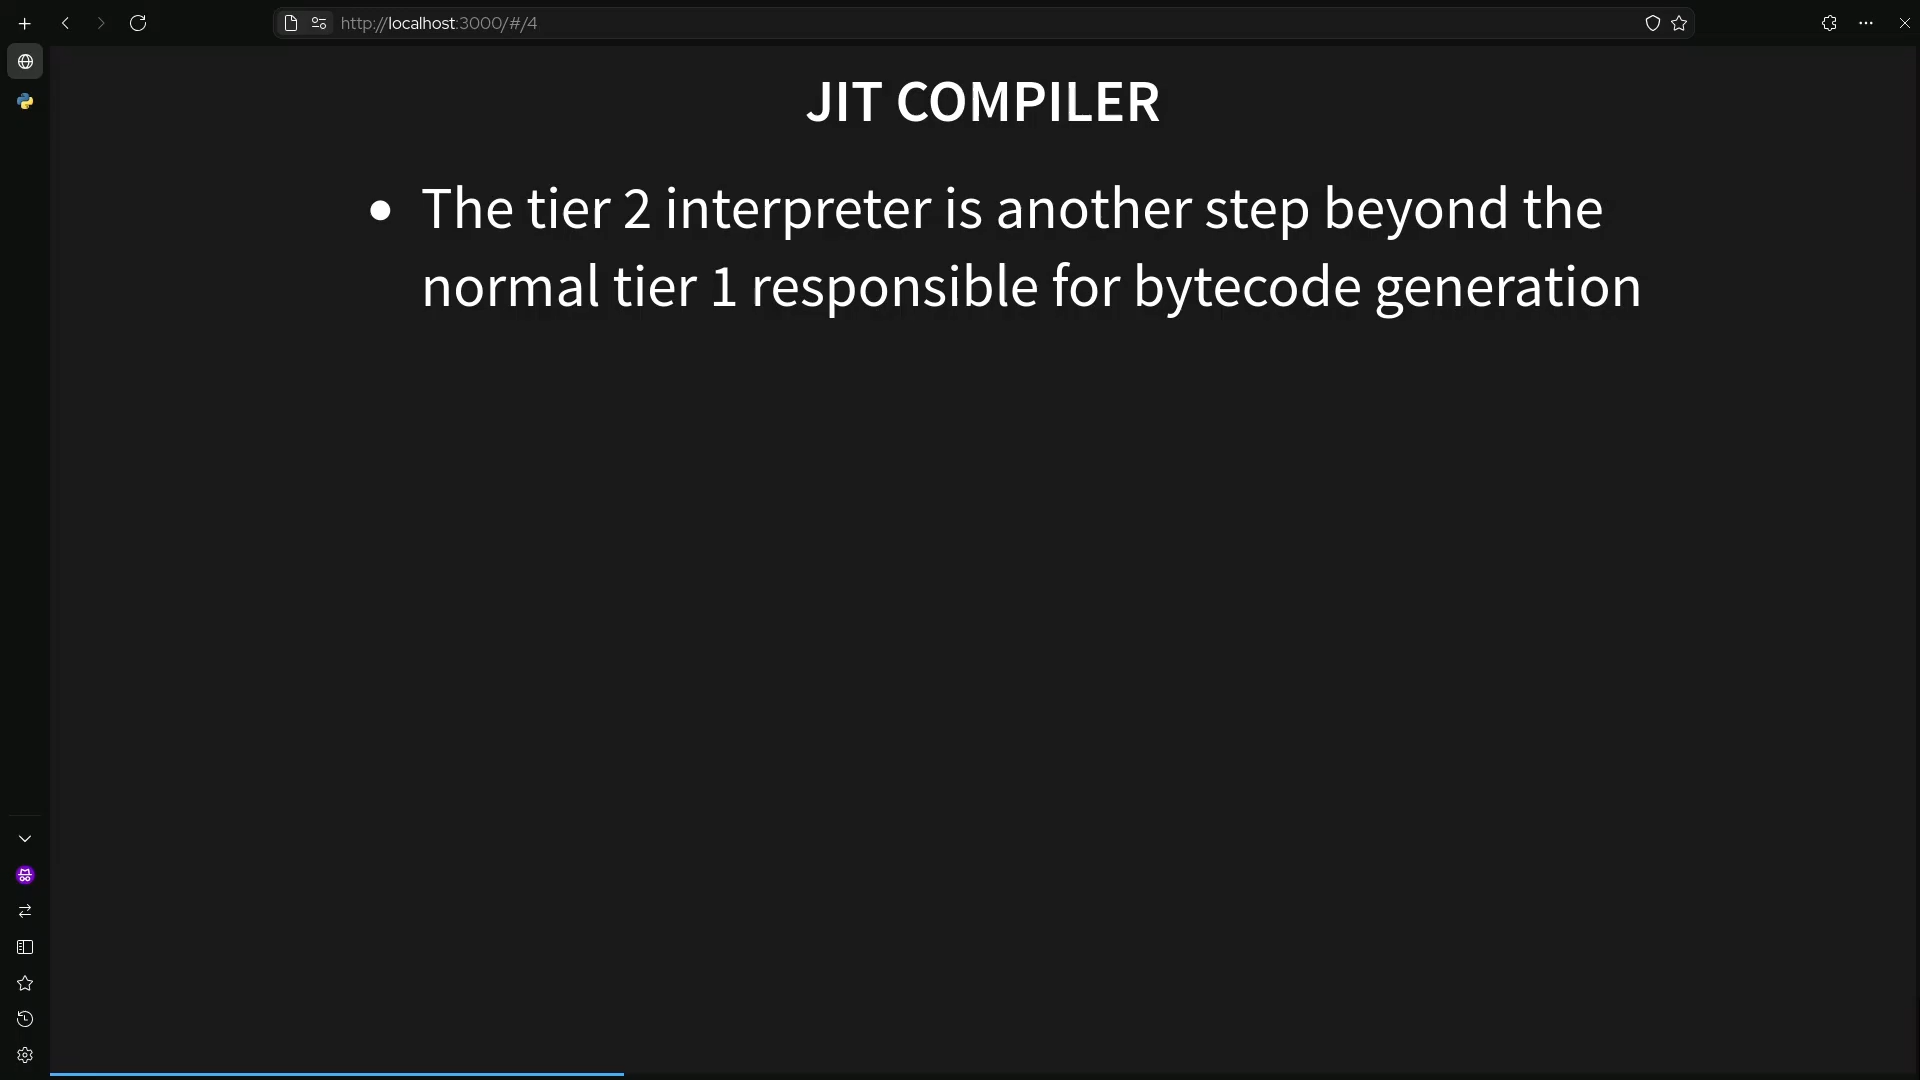 http://localhost:3000/#/4
JIT COMPILER
• The tier 2 interpreter is another step beyond the
normal tier 1 responsible for bytecode generation